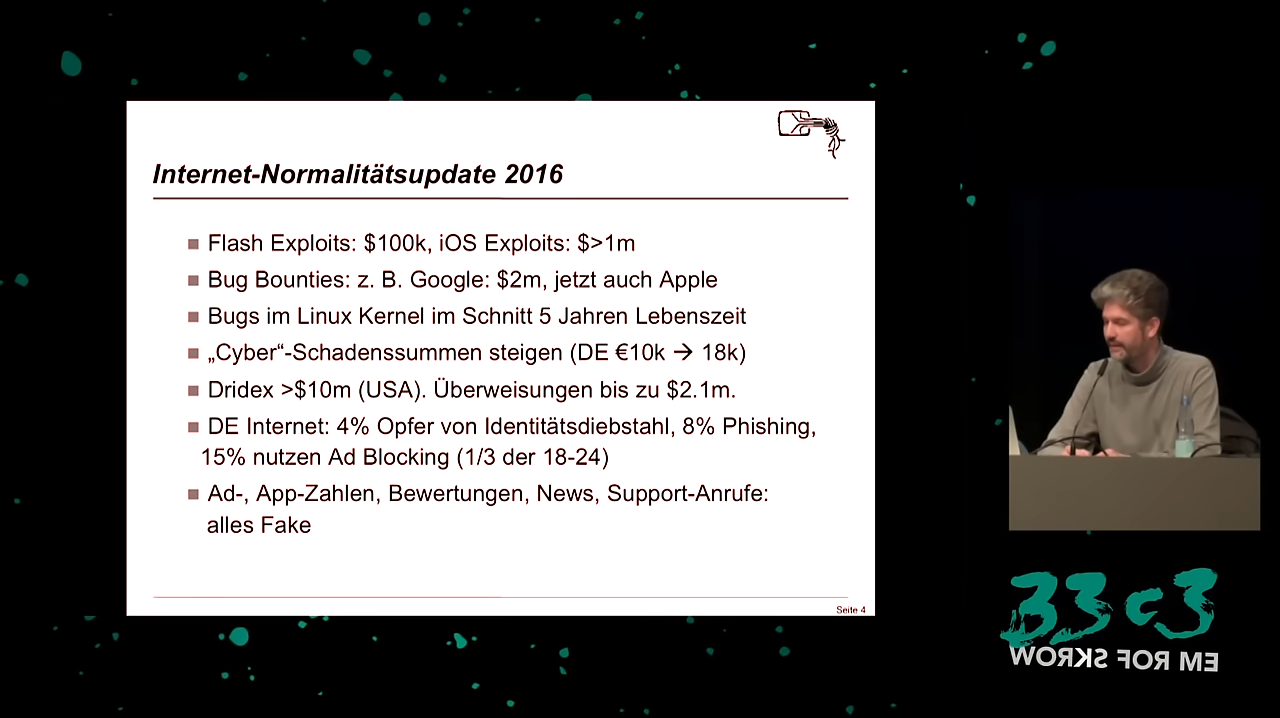 Internet-Normalitätsupdate 2016
Flash Exploits: $100k, iOS Exploits: $>1m
Bug Bounties: z. B. Google: $2m, jetzt auch Apple
Bugs im Linux Kernel im Schnitt 5 Jahren Lebenszeit
„Cyber“-Schadenssummen steigen (DE €10k → 18k)
Dridex >$10m (USA). Überweisungen bis zu $2.1m.
DE Internet: 4% Opfer von Identitätsdiebstahl, 8% Phishing,
15% nutzen Ad Blocking (1/3 der 18-24)
Ad-, App-Zahlen, Bewertungen, News, Support-Anrufe:
alles Fake
Seite 4
33c3
WORKS FOR ME